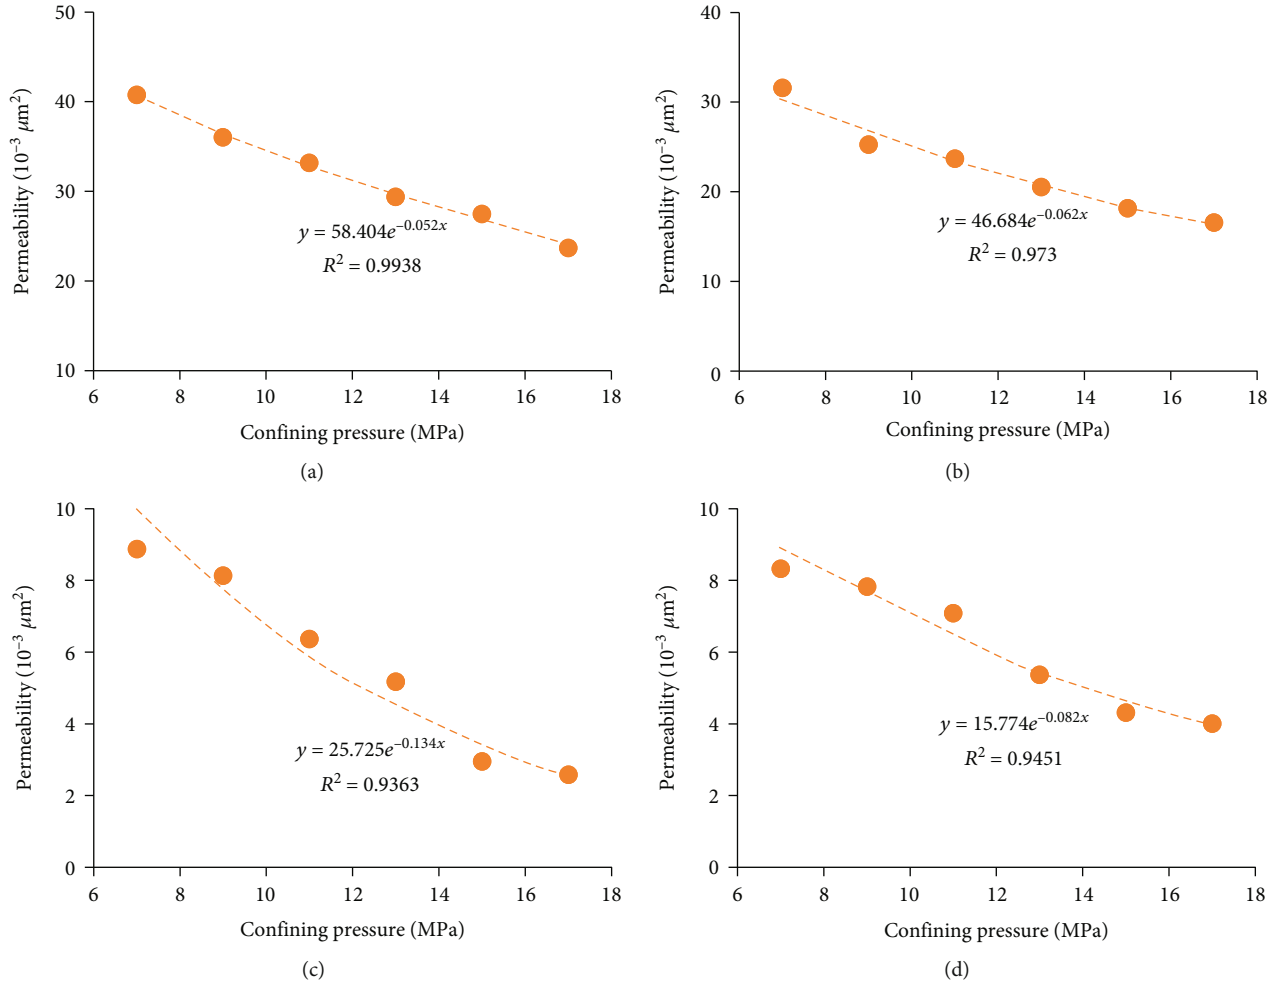 50
40
30
20
10
Permeability (10⁻³ μm²)
y = 58.404e^−0.052x
R² = 0.9938
6 8 10 12 14 16 18
Confining pressure (MPa)
(a)
40
30
20
10
0
Permeability (10⁻³ μm²)
y = 46.684e^−0.062x
R² = 0.973
6 8 10 12 14 16 18
Confining pressure (MPa)
(b)
10
8
6
4
2
0
Permeability (10⁻³ μm²)
y = 25.725e^−0.134x
R² = 0.9363
6 8 10 12 14 16 18
Confining pressure (MPa)
(c)
10
8
6
4
2
0
Permeability (10⁻³ μm²)
y = 15.774e^−0.082x
R² = 0.9451
6 8 10 12 14 16 18
Confining pressure (MPa)
(d)